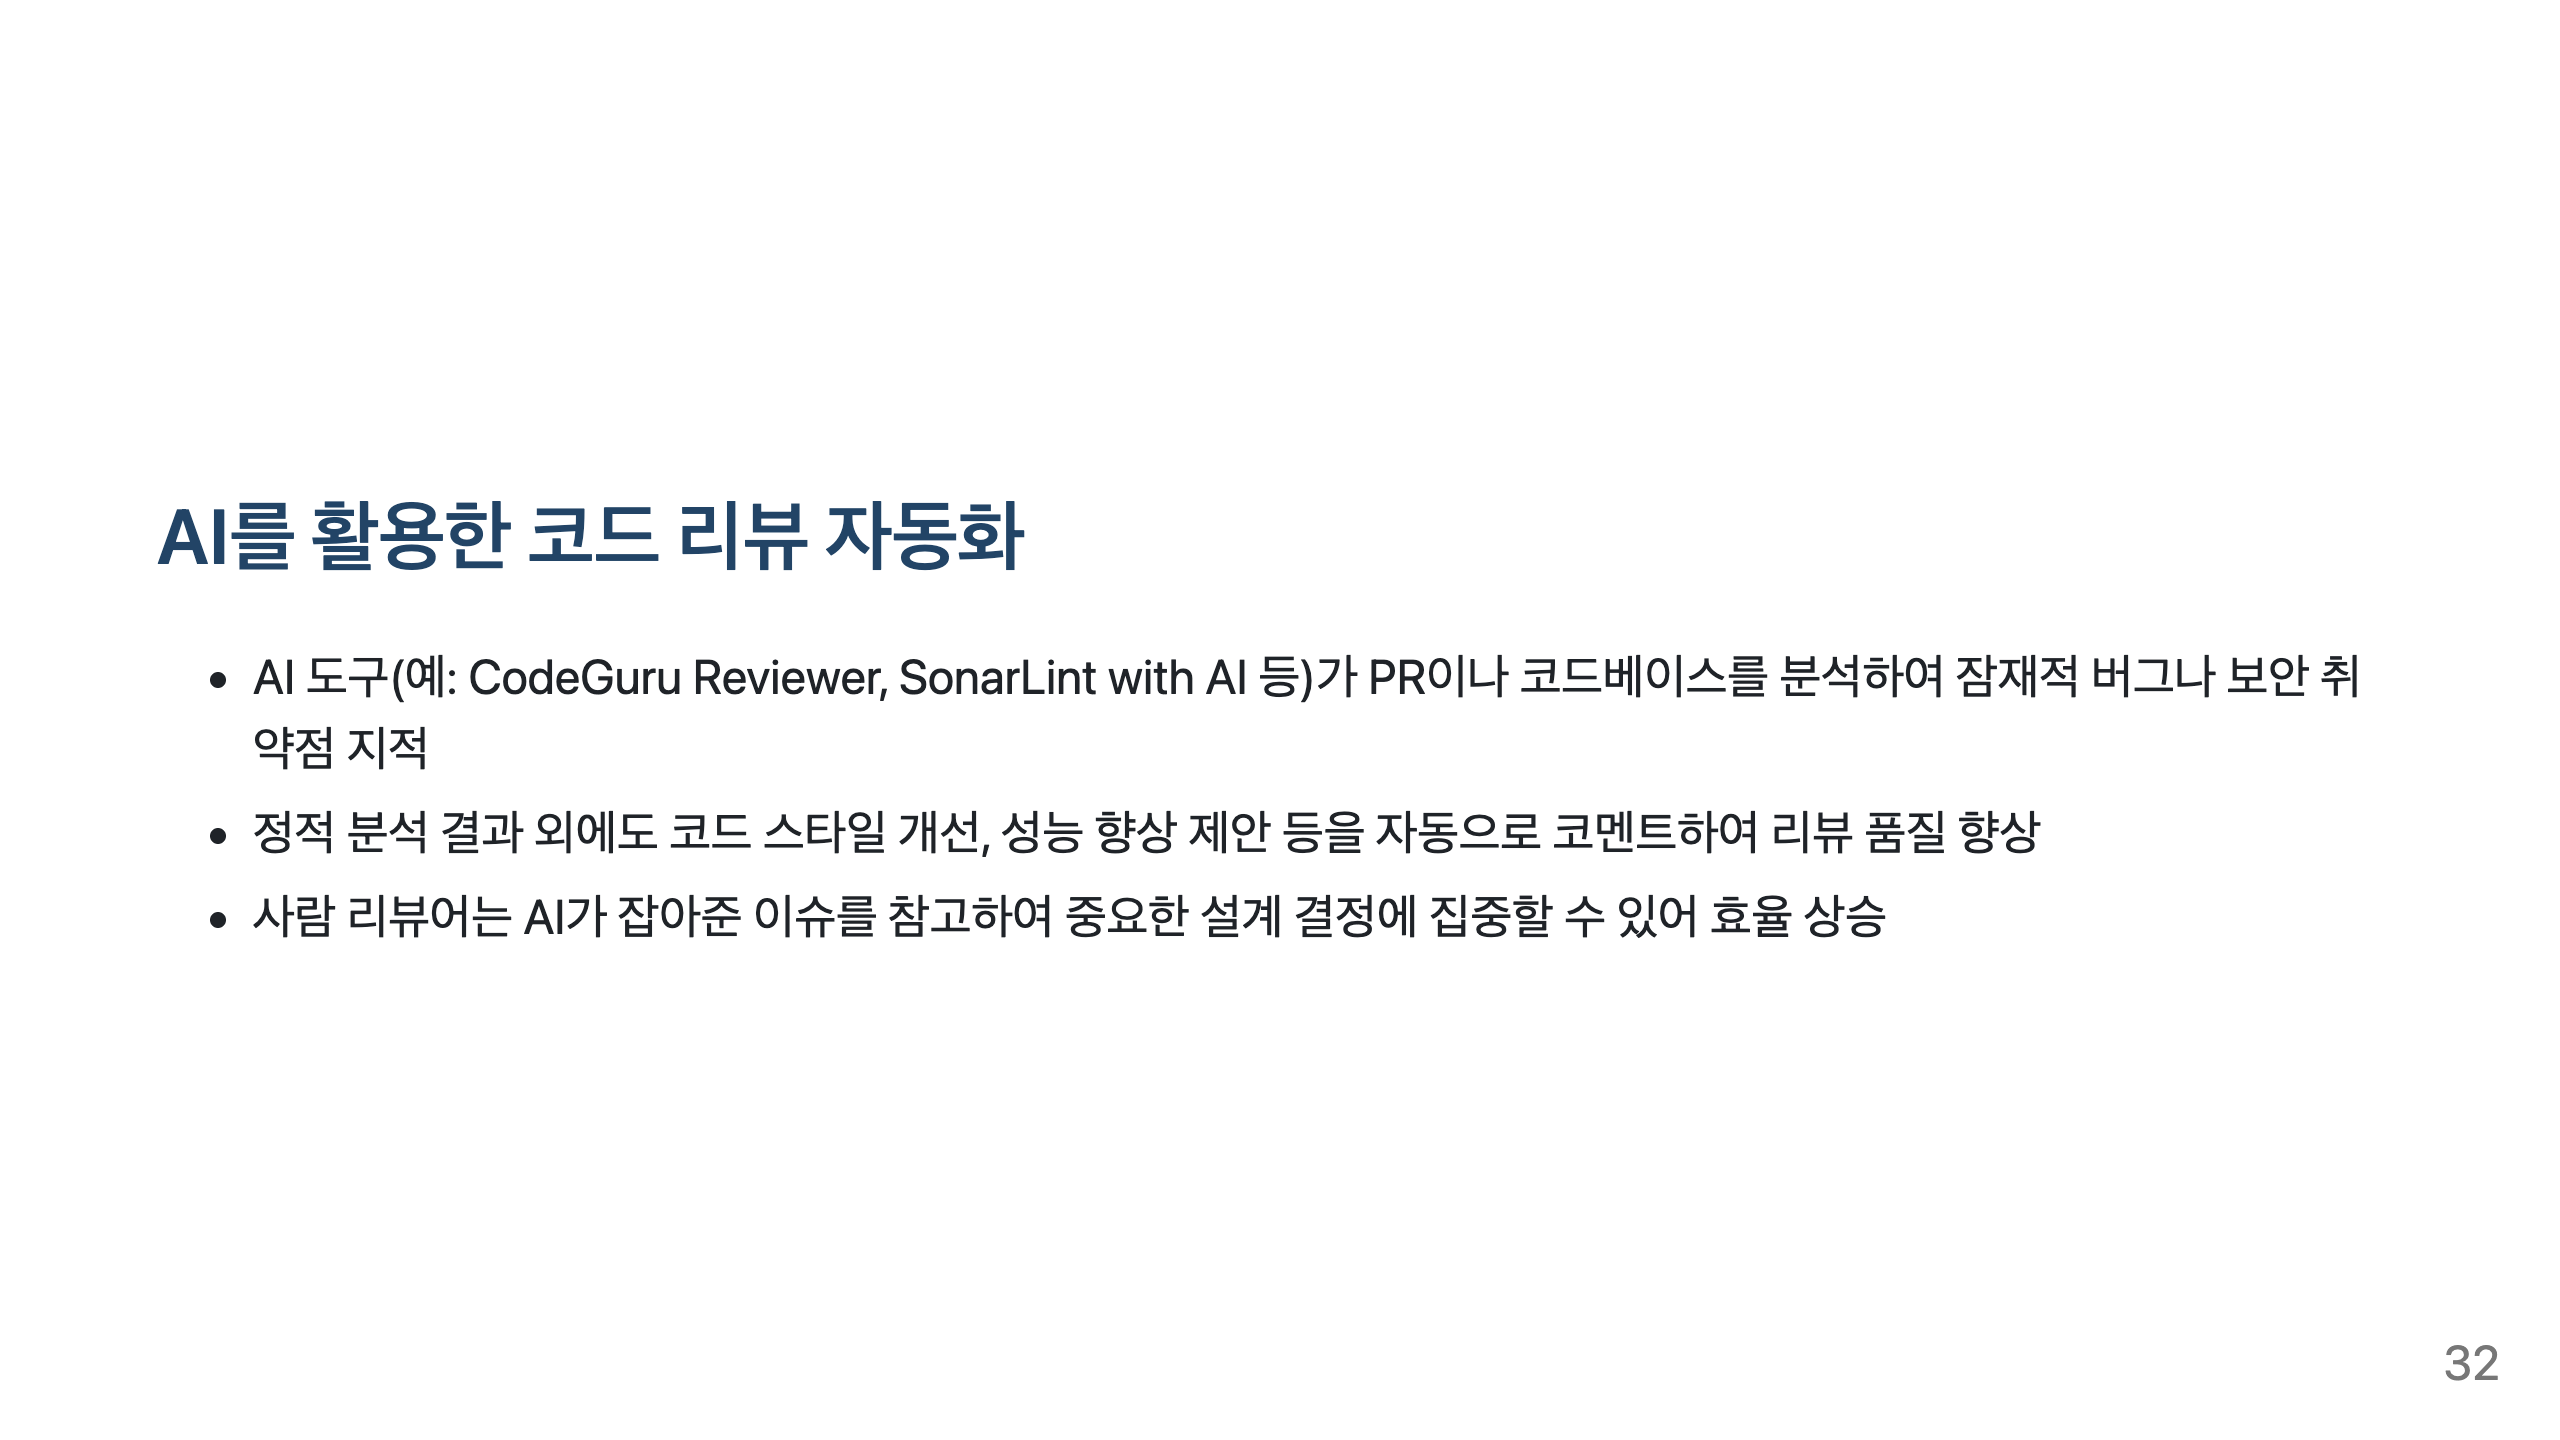 AI를 활용한 코드 리뷰 자동화
AI 도구(예: CodeGuru Reviewer, SonarLint with AI 등)가 PR이나 코드베이스를 분석하여 잠재적 버그나 보안 취
약점 지적
정적 분석 결과 외에도 코드 스타일 개선, 성능 향상 제안 등을 자동으로 코멘트하여 리뷰 품질 향상
사람 리뷰어는 AI가 잡아준 이슈를 참고하여 중요한 설계 결정에 집중할 수 있어 효율 상승
32